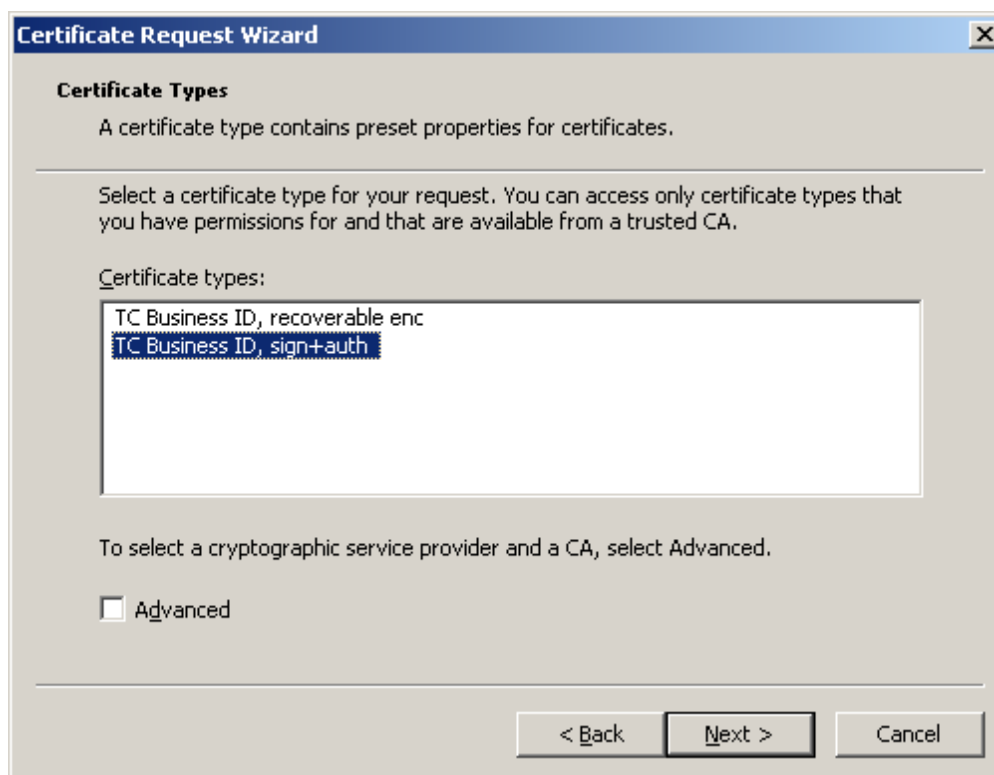 Certificate Request Wizard
Certificate Types
A certificate type contains preset properties for certificates.
Select a certificate type for your request. You can access only certificate types that
you have permissions for and that are available from a trusted CA.
Certificate types:
TC Business ID, recoverable enc
TC Business ID, sign+auth
To select a cryptographic service provider and a CA, select Advanced.
Advanced
< Back Next > Cancel